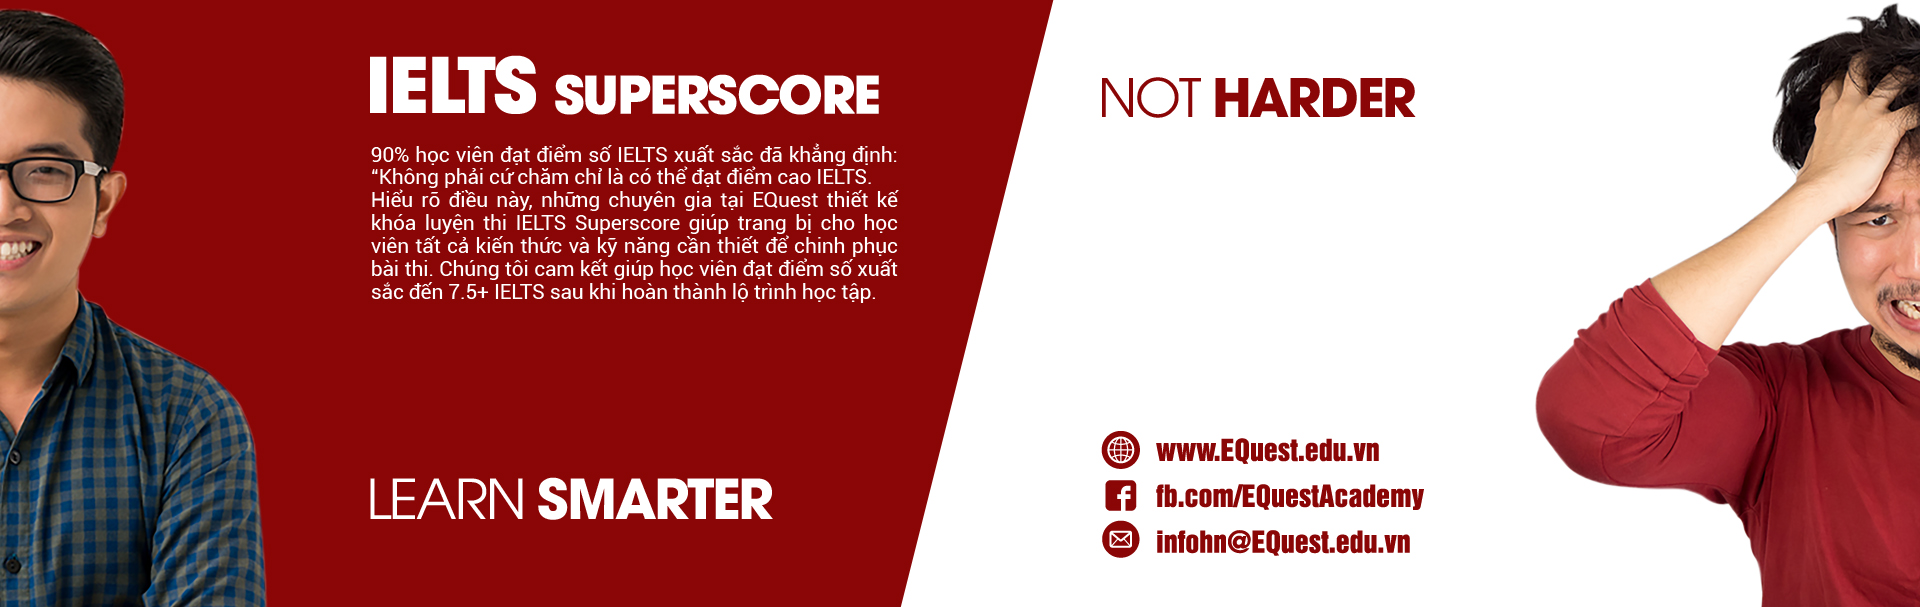 IELTS SUPERSCORE
90% học viên đạt điểm số IELTS xuất sắc đã khẳng định:
“Không phải cứ chăm chỉ là có thể đạt điểm cao IELTS.
Hiểu rõ điều này, những chuyên gia tại EQuest thiết kế
khóa luyện thi IELTS Superscore giúp trang bị cho học
viên tất cả kiến thức và kỹ năng cần thiết để chinh phục
bài thi. Chúng tôi cam kết giúp học viên đạt điểm số xuất
sắc đến 7.5+ IELTS sau khi hoàn thành lộ trình học tập.
LEARN SMARTER
NOT HARDER
www.EQuest.edu.vn
fb.com/EQuestAcademy
infohn@EQuest.edu.vn